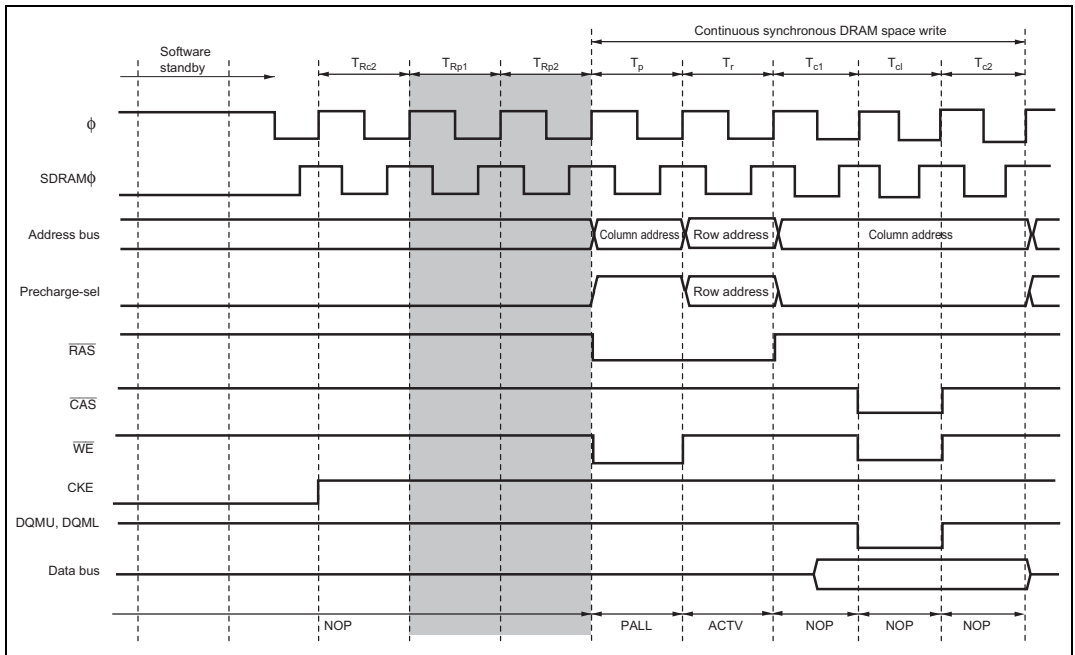 Continuous synchronous DRAM space write
Software
standby
TRc2 TRp1 TRp2 Tp Tr Tc1 Tcl Tc2
ϕ
SDRAMϕ
Address bus Column address Row address Column address
Precharge-sel Row address
RAS
CAS
WE
CKE
DQMU, DQML
Data bus
NOP PALL ACTV NOP NOP NOP